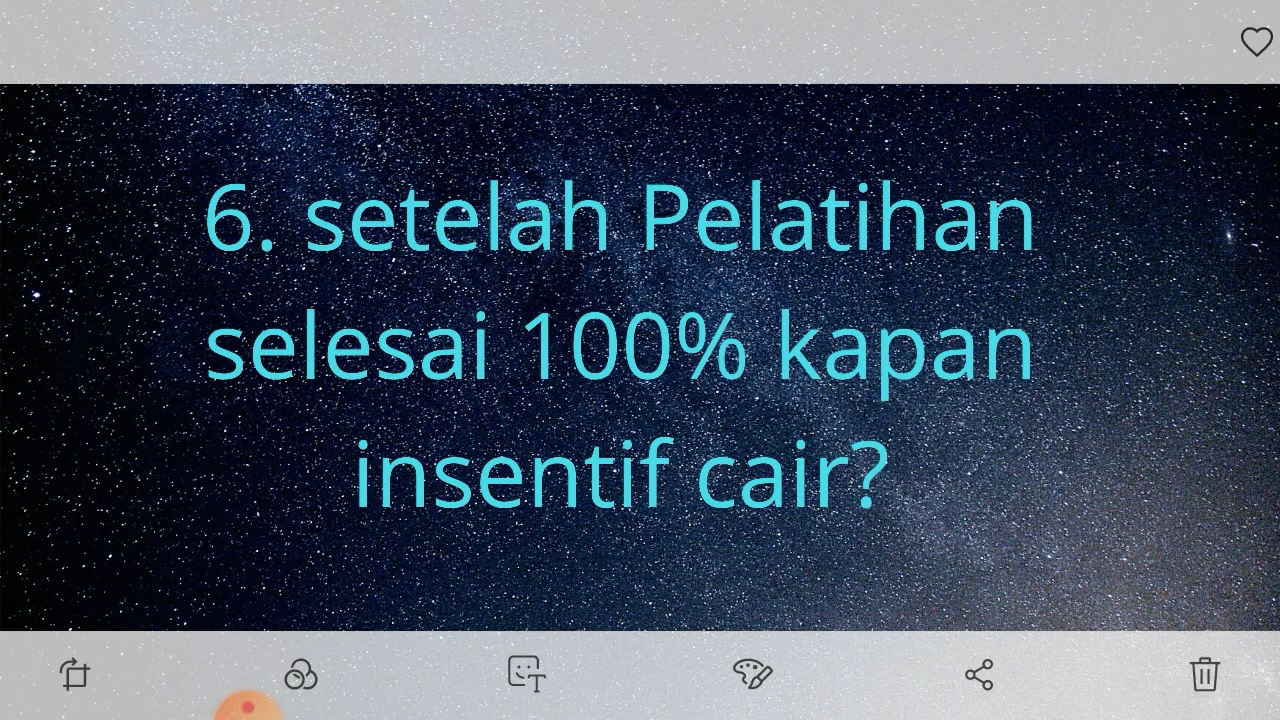 6. setelah Pelatihan
selesai 100% kapan
insentif cair?